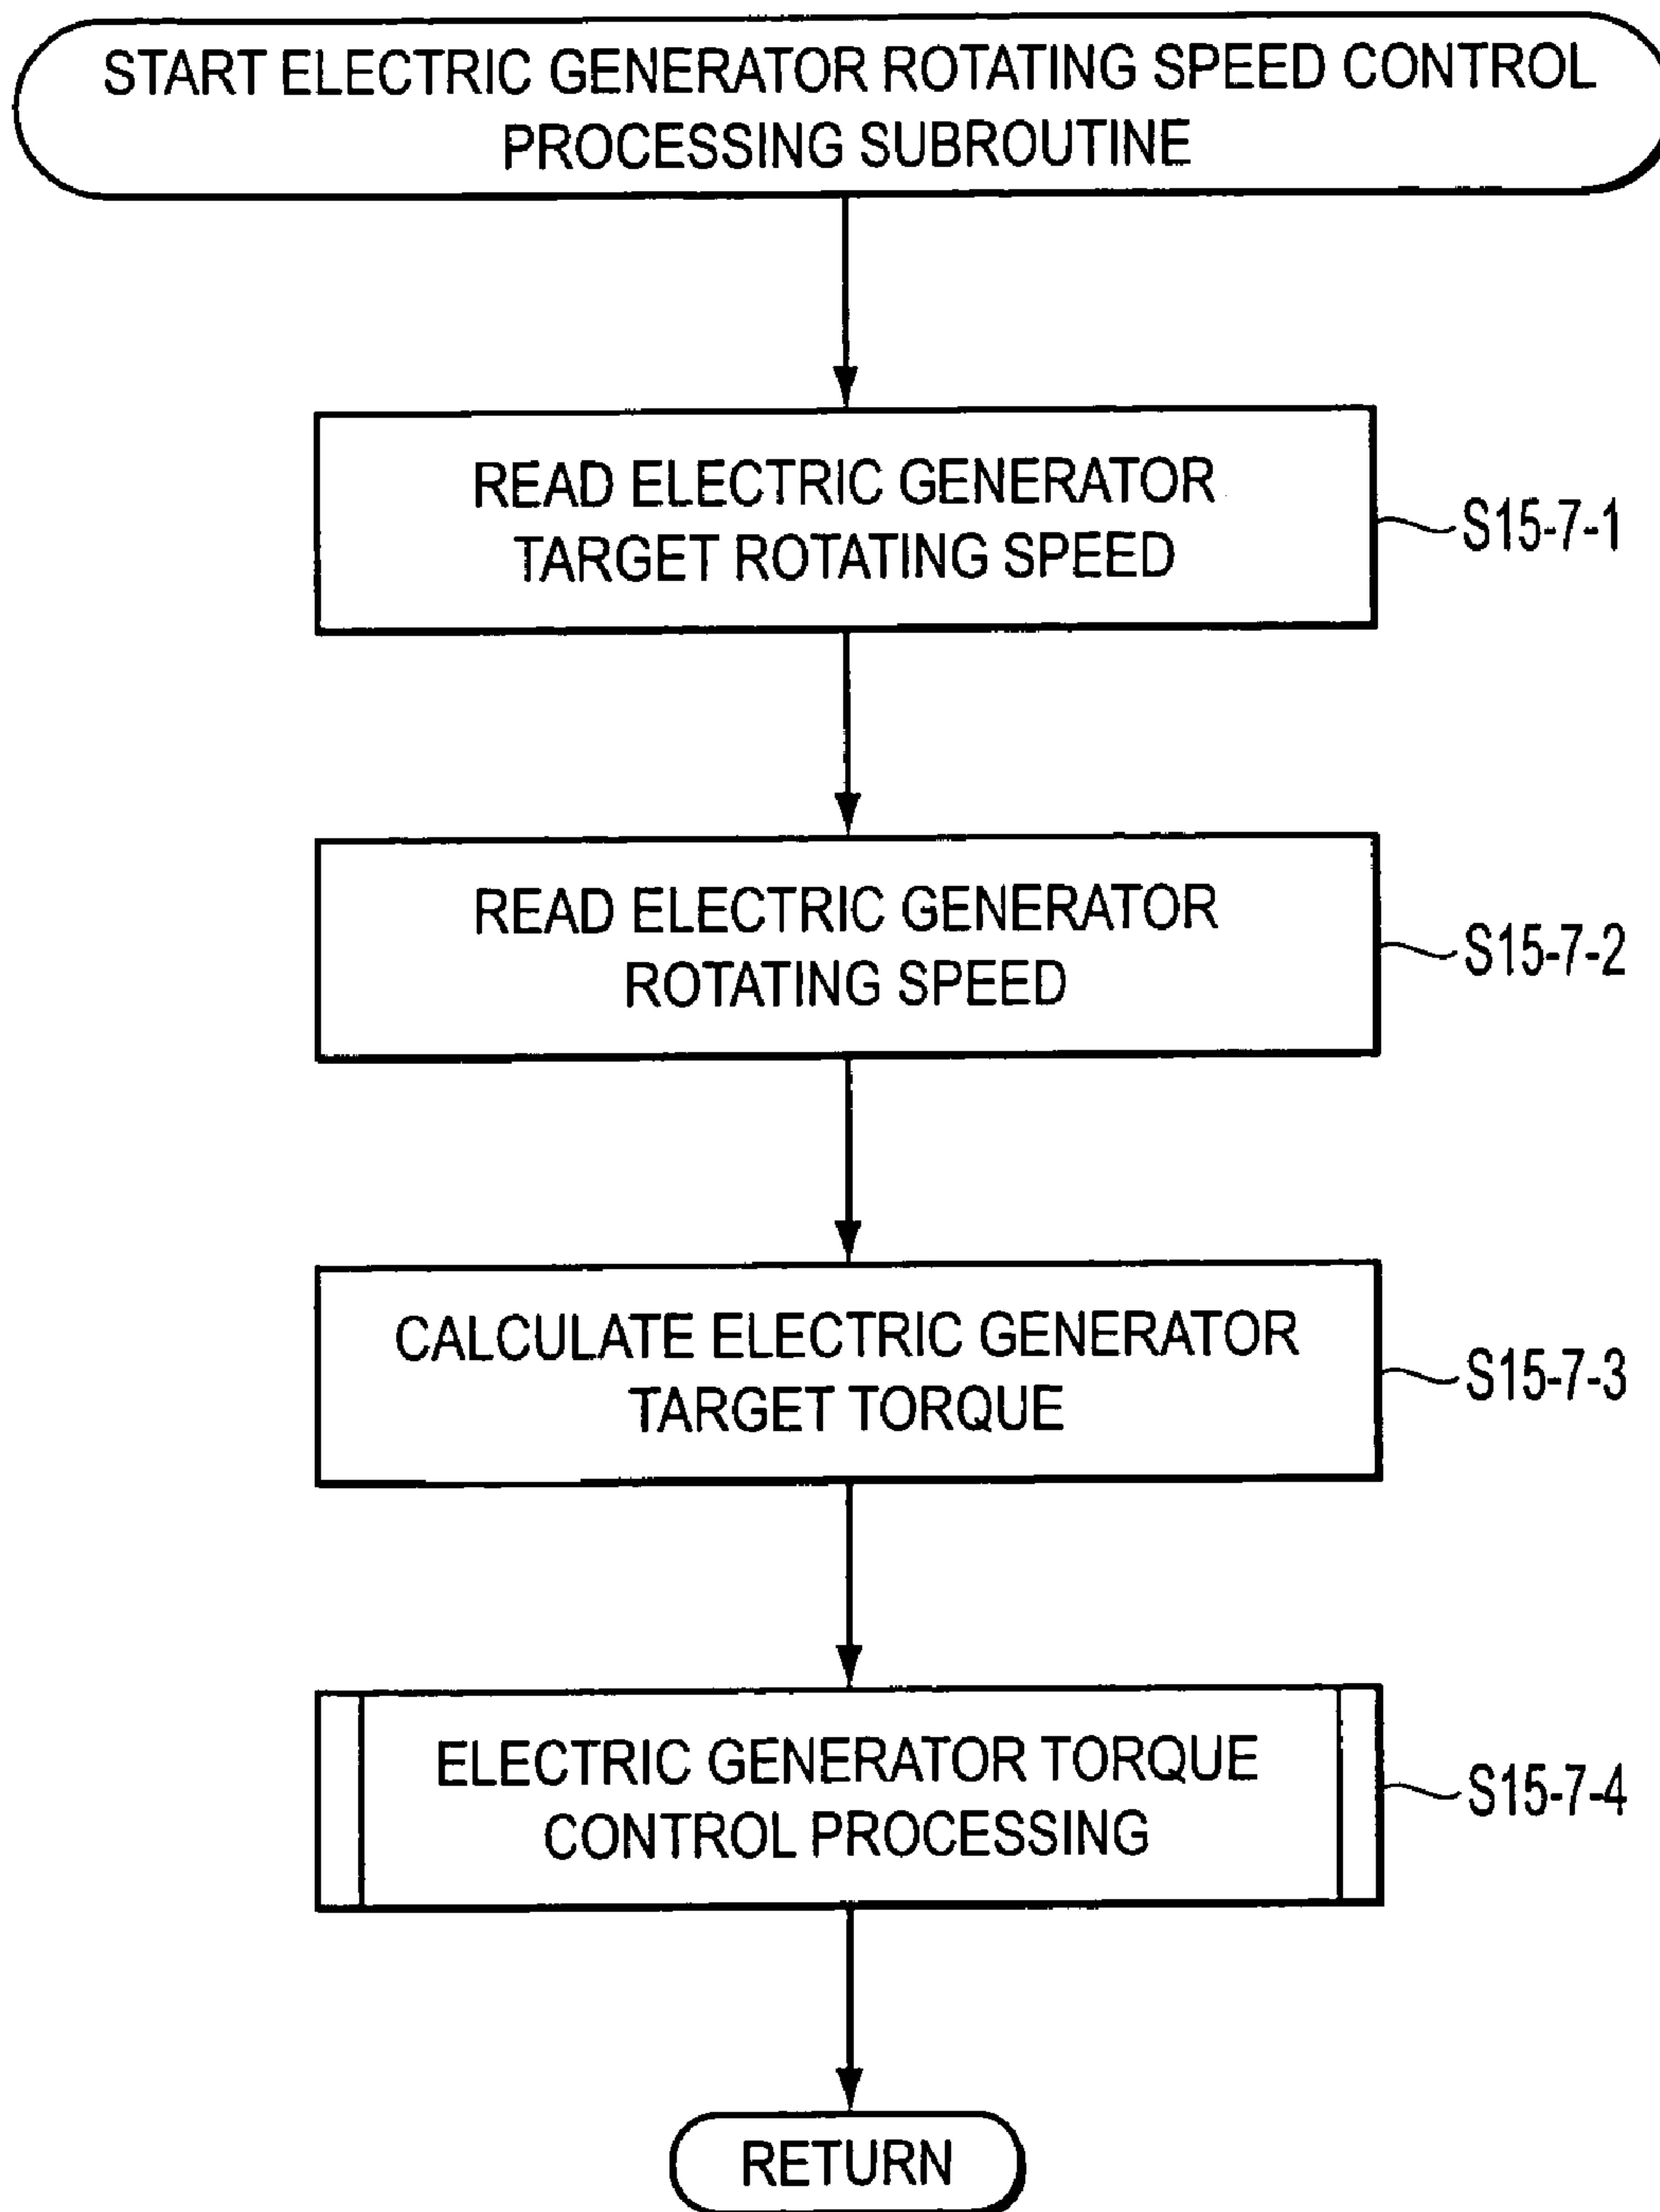 START ELECTRIC GENERATOR ROTATING SPEED CONTROL
PROCESSING SUBROUTINE
READ ELECTRIC GENERATOR
TARGET ROTATING SPEED
S15-7-1
READ ELECTRIC GENERATOR
ROTATING SPEED
S15-7-2
CALCULATE ELECTRIC GENERATOR
TARGET TORQUE
S15-7-3
ELECTRIC GENERATOR TORQUE
CONTROL PROCESSING
S15-7-4
RETURN